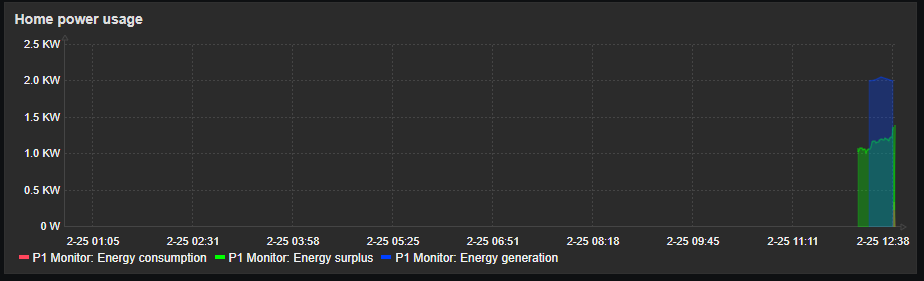 Home power usage
2.5 KW
2.0 KW
1.5 KW
1.0 KW
0.5 KW
0 W
2-25 01:05 2-25 02:31 2-25 03:58 2-25 05:25 2-25 06:51 2-25 08:18 2-25 09:45 2-25 11:11 2-25 12:38
P1 Monitor: Energy consumption P1 Monitor: Energy surplus P1 Monitor: Energy generation